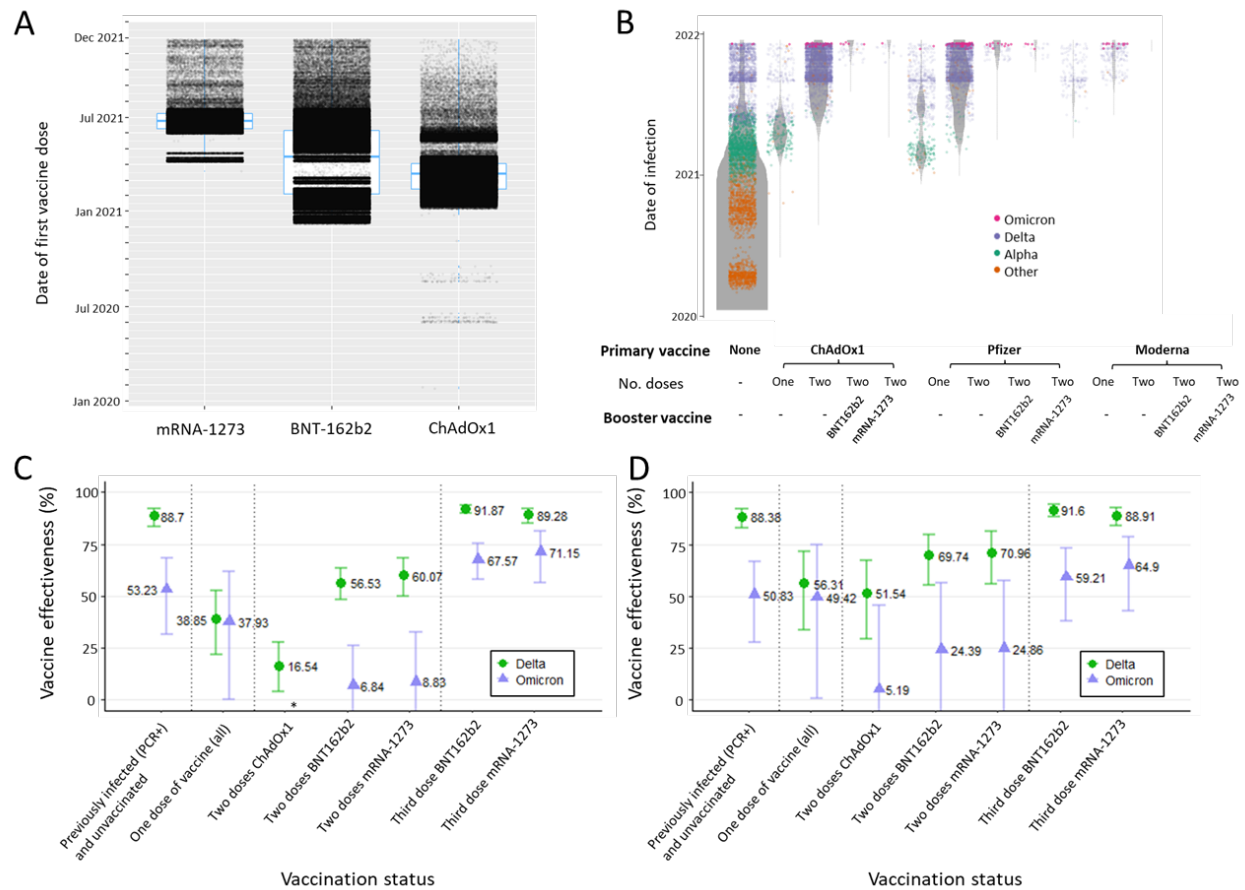 A
Dec 2021
Jul 2021
Jan 2021
Jul 2020
Jan 2020
Date of first vaccine dose
mRNA-1273
BNT-162b2
ChAdOx1
B
2022
2021
2020
Date of infection
Omicron
Delta
Alpha
Other
Primary vaccine None ChAdOx1 Pfizer Moderna
No. doses - One Two Two Two One Two Two Two One Two Two Two
Booster vaccine - - - BNT162b2 mRNA-1273 - - BNT162b2 mRNA-1273 - - BNT162b2 mRNA-1273
C
Vaccine effectiveness (%)
100
75
50
25
0
88.7
53.23
38.85
37.93
16.54
*
56.53
6.84
60.07
8.83
91.87
67.57
89.28
71.15
Delta
Omicron
Previously infected (PCR+)
and unvaccinated
One dose of vaccine (all)
Two doses ChAdOx1
Two doses BNT162b2
Two doses mRNA-1273
Third dose BNT162b2
Third dose mRNA-1273
Vaccination status
D
Vaccine effectiveness (%)
100
75
50
25
0
88.38
50.83
56.31
49.42
51.54
5.19
69.74
24.39
70.96
24.86
91.6
59.21
88.91
64.9
Delta
Omicron
Previously infected (PCR+)
and unvaccinated
One dose of vaccine (all)
Two doses ChAdOx1
Two doses BNT162b2
Two doses mRNA-1273
Third dose BNT162b2
Third dose mRNA-1273
Vaccination status